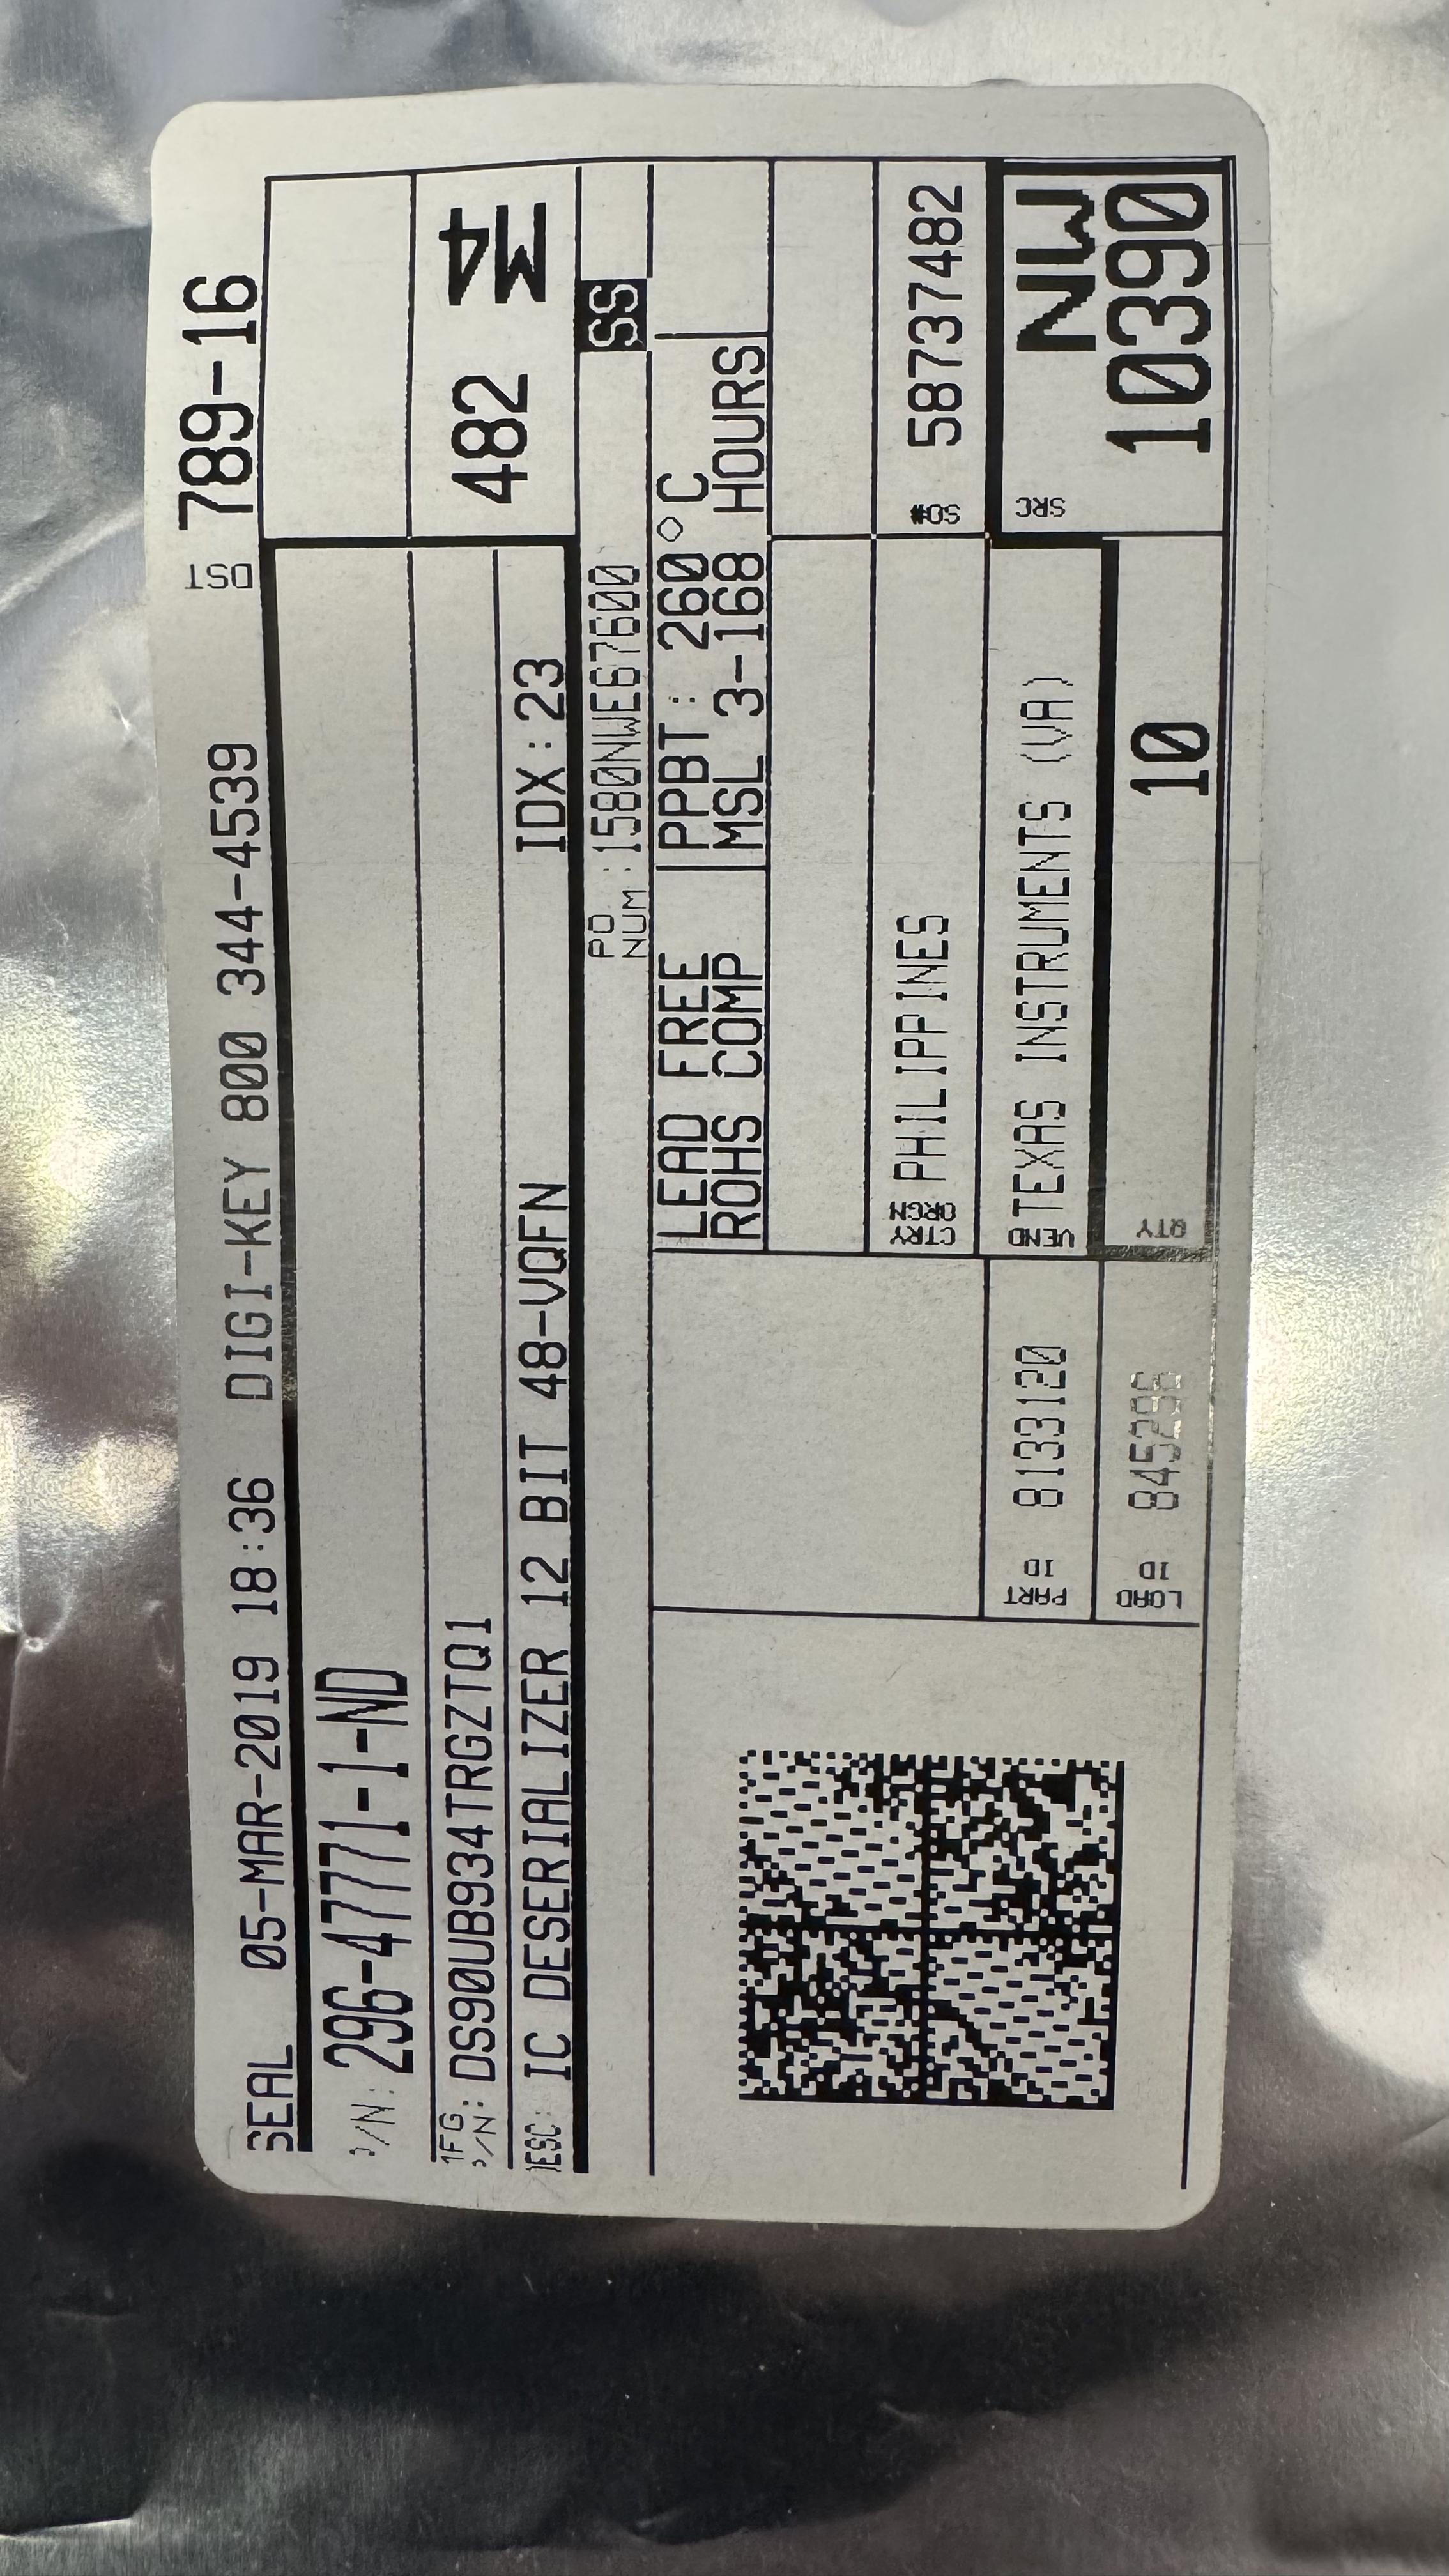 SEAL 05-MAR-2019 18:36 DIGI-KEY 800 344-4539 DST 789-16
P/N: 296-47771-1-ND
MFG P/N: DS90UB934TRGZTQ1
482 M4
DESC: IC DESERIALIZER 12 BIT 48-VQFN IDX:23
PO NUM: 1580NWE67600 SS
LEAD FREE
ROHS COMP
PPBT: 260°C
MSL 3-168 HOURS
CTRY ORGN PHILIPPINES
SO# 58737482
PART ID 8133120
VEND TEXAS INSTRUMENTS (VA)
SRC NW
10390
LOAD ID 845296
QTY 10